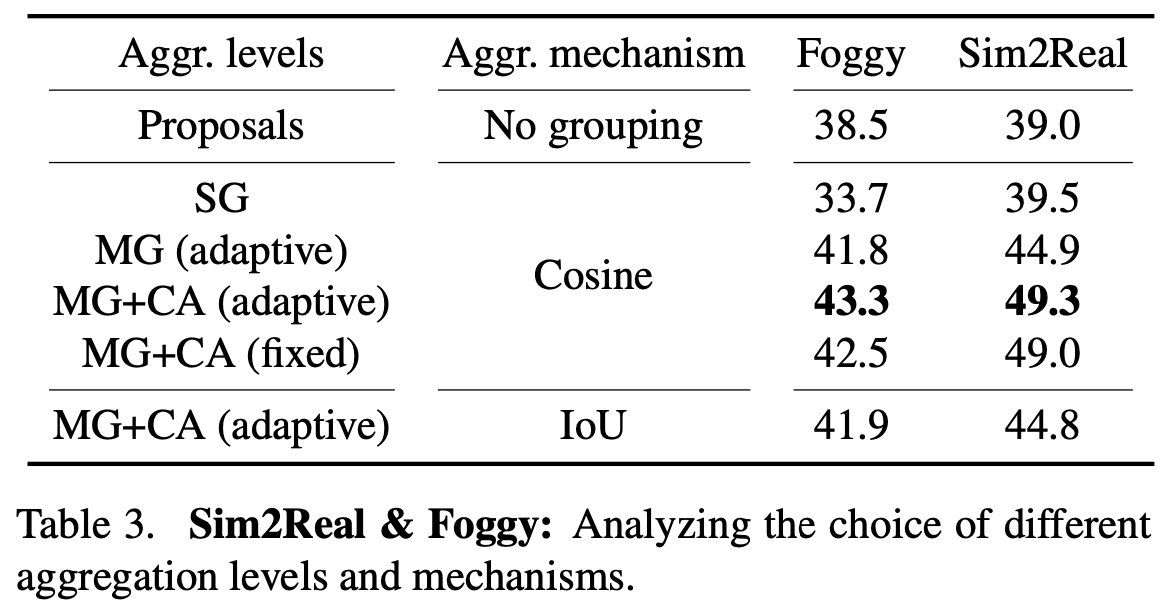 Aggr. levels Aggr. mechanism Foggy Sim2Real
Proposals No grouping 38.5 39.0
SG 33.7 39.5
MG (adaptive) 41.8 44.9
Cosine
MG+CA (adaptive) 43.3 49.3
MG+CA (fixed) 42.5 49.0
MG+CA (adaptive) IoU 41.9 44.8
Table 3. Sim2Real & Foggy: Analyzing the choice of different
aggregation levels and mechanisms.